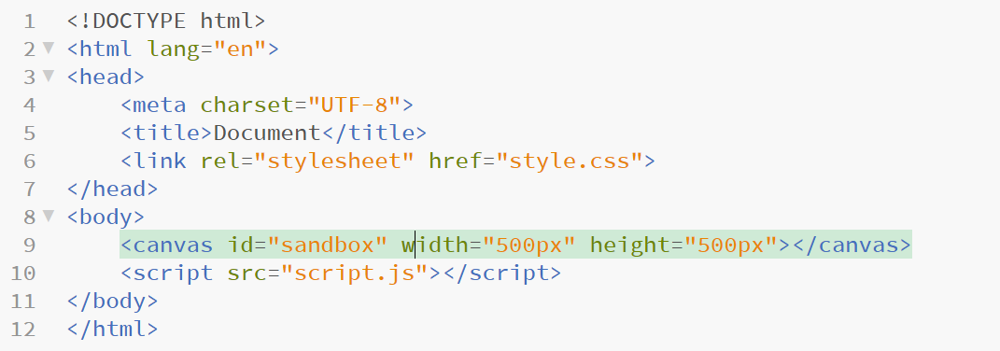 1 <!DOCTYPE html>
2 <html lang="en">
3 <head>
4     <meta charset="UTF-8">
5     <title>Document</title>
6     <link rel="stylesheet" href="style.css">
7 </head>
8 <body>
9     <canvas id="sandbox" width="500px" height="500px"></canvas>
10     <script src="script.js"></script>
11 </body>
12 </html>